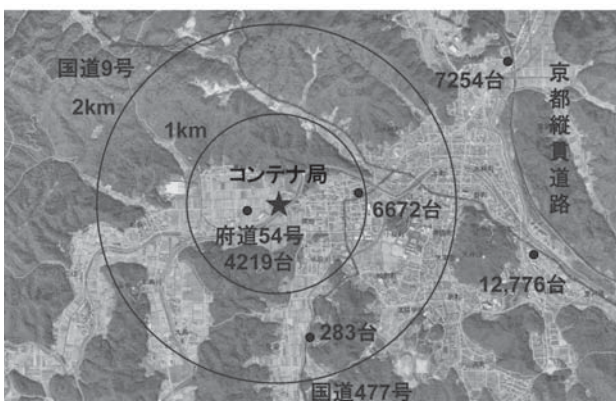 国道9号
7254台
京都縦貫道路
2km
1km
コンテナ局
6672台
府道54号
4219台
12,776台
283台
国道477号